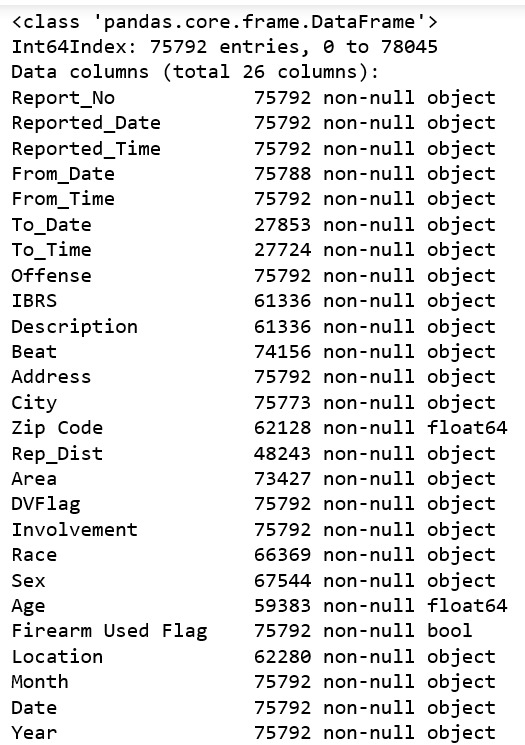 <class 'pandas.core.frame.DataFrame'>
Int64Index: 75792 entries, 0 to 78045
Data columns (total 26 columns):
Report_No 75792 non-null object
Reported_Date 75792 non-null object
Reported_Time 75792 non-null object
From_Date 75788 non-null object
From_Time 75792 non-null object
To_Date 27853 non-null object
To_Time 27724 non-null object
Offense 75792 non-null object
IBRS 61336 non-null object
Description 61336 non-null object
Beat 74156 non-null object
Address 75792 non-null object
City 75773 non-null object
Zip Code 62128 non-null float64
Rep_Dist 48243 non-null object
Area 73427 non-null object
DVFlag 75792 non-null object
Involvement 75792 non-null object
Race 66369 non-null object
Sex 67544 non-null object
Age 59383 non-null float64
Firearm Used Flag 75792 non-null bool
Location 62280 non-null object
Month 75792 non-null object
Date 75792 non-null object
Year 75792 non-null object